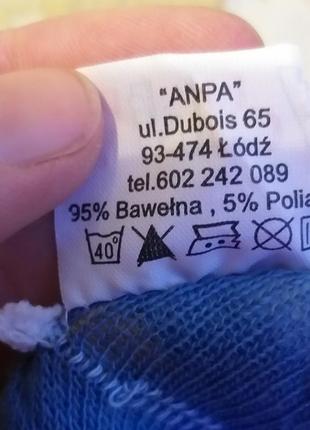 "ANPA"
ul.Dubois 65
93-474 Łódź
tel.602 242 089
95% Bawełna , 5% Polia
40°